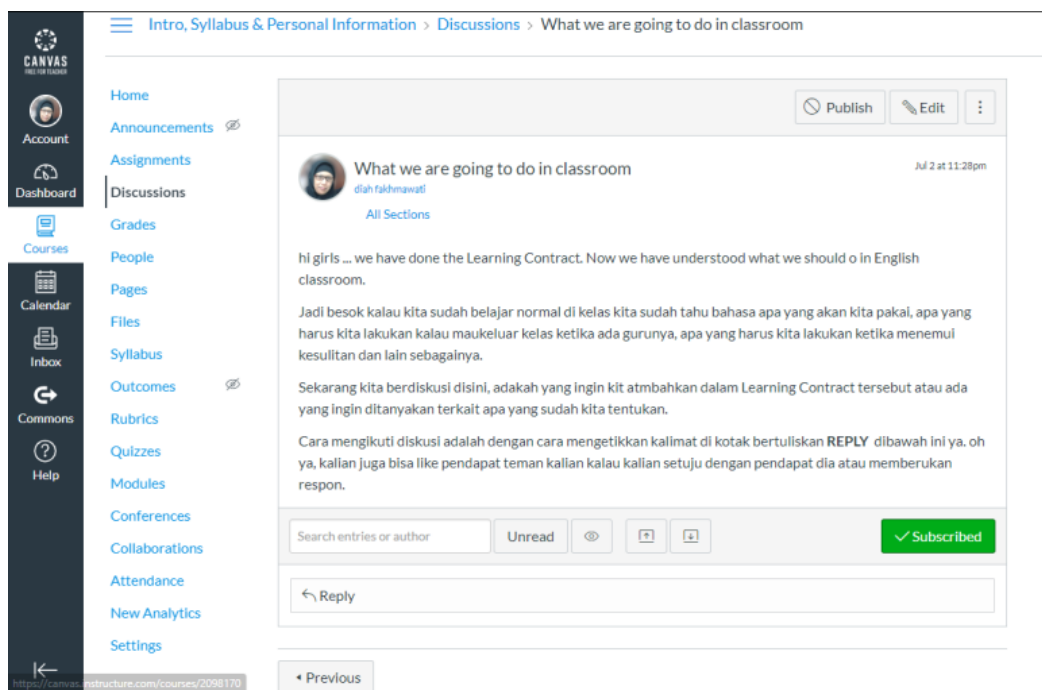 Intro, Syllabus & Personal Information > Discussions > What we are going to do in classroom
CANVAS
FREE FOR TEACHER
Account
Dashboard
Courses
Calendar
Inbox
Commons
Help
Home
Announcements
Assignments
Discussions
Grades
People
Pages
Files
Syllabus
Outcomes
Rubrics
Quizzes
Modules
Conferences
Collaborations
Attendance
New Analytics
Settings
Publish
Edit
What we are going to do in classroom
Jul 2 at 11:28pm
diah fakhmawati
All Sections
hi girls ... we have done the Learning Contract. Now we have understood what we should o in English
classroom.
Jadi besok kalau kita sudah belajar normal di kelas kita sudah tahu bahasa apa yang akan kita pakai, apa yang
harus kita lakukan kalau maukeluar kelas ketika ada gurunya, apa yang harus kita lakukan ketika menemui
kesulitan dan lain sebagainya.
Sekarang kita berdiskusi disini, adakah yang ingin kit atmbahkan dalam Learning Contract tersebut atau ada
yang ingin ditanyakan terkait apa yang sudah kita tentukan.
Cara mengikuti diskusi adalah dengan cara mengetikkan kalimat di kotak bertuliskan REPLY dibawah ini ya. oh
ya, kalian juga bisa like pendapat teman kalian kalau kalian setuju dengan pendapat dia atau memberukan
respon.
Search entries or author
Unread
Subscribed
Reply
Previous
https://canvas.instructure.com/courses/2098170